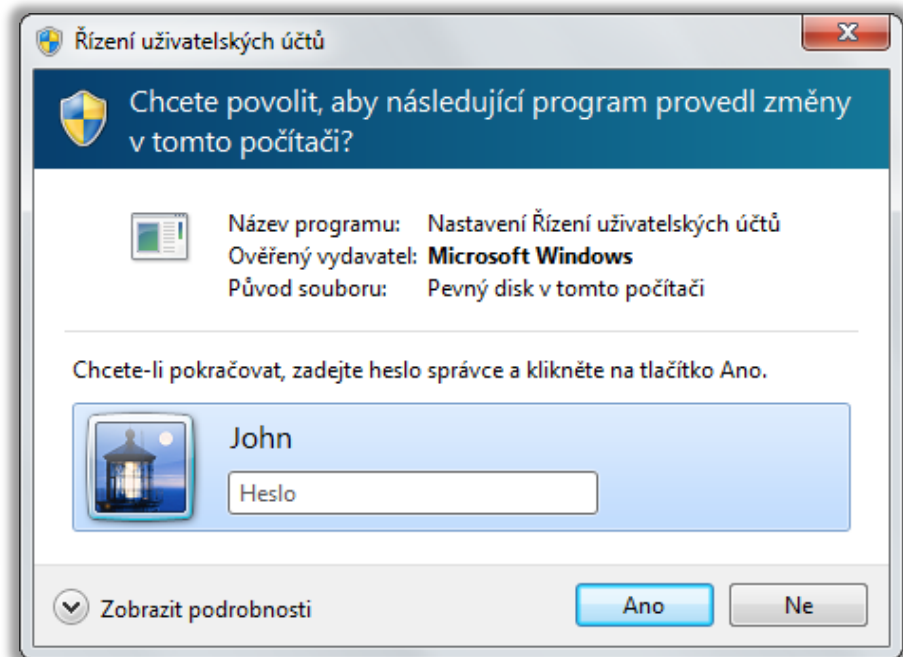 Řízení uživatelských účtů
Chcete povolit, aby následující program provedl změny
v tomto počítači?
Název programu: Nastavení Řízení uživatelských účtů
Ověřený vydavatel: Microsoft Windows
Původ souboru: Pevný disk v tomto počítači
Chcete-li pokračovat, zadejte heslo správce a klikněte na tlačítko Ano.
John
Heslo
Zobrazit podrobnosti
Ano
Ne